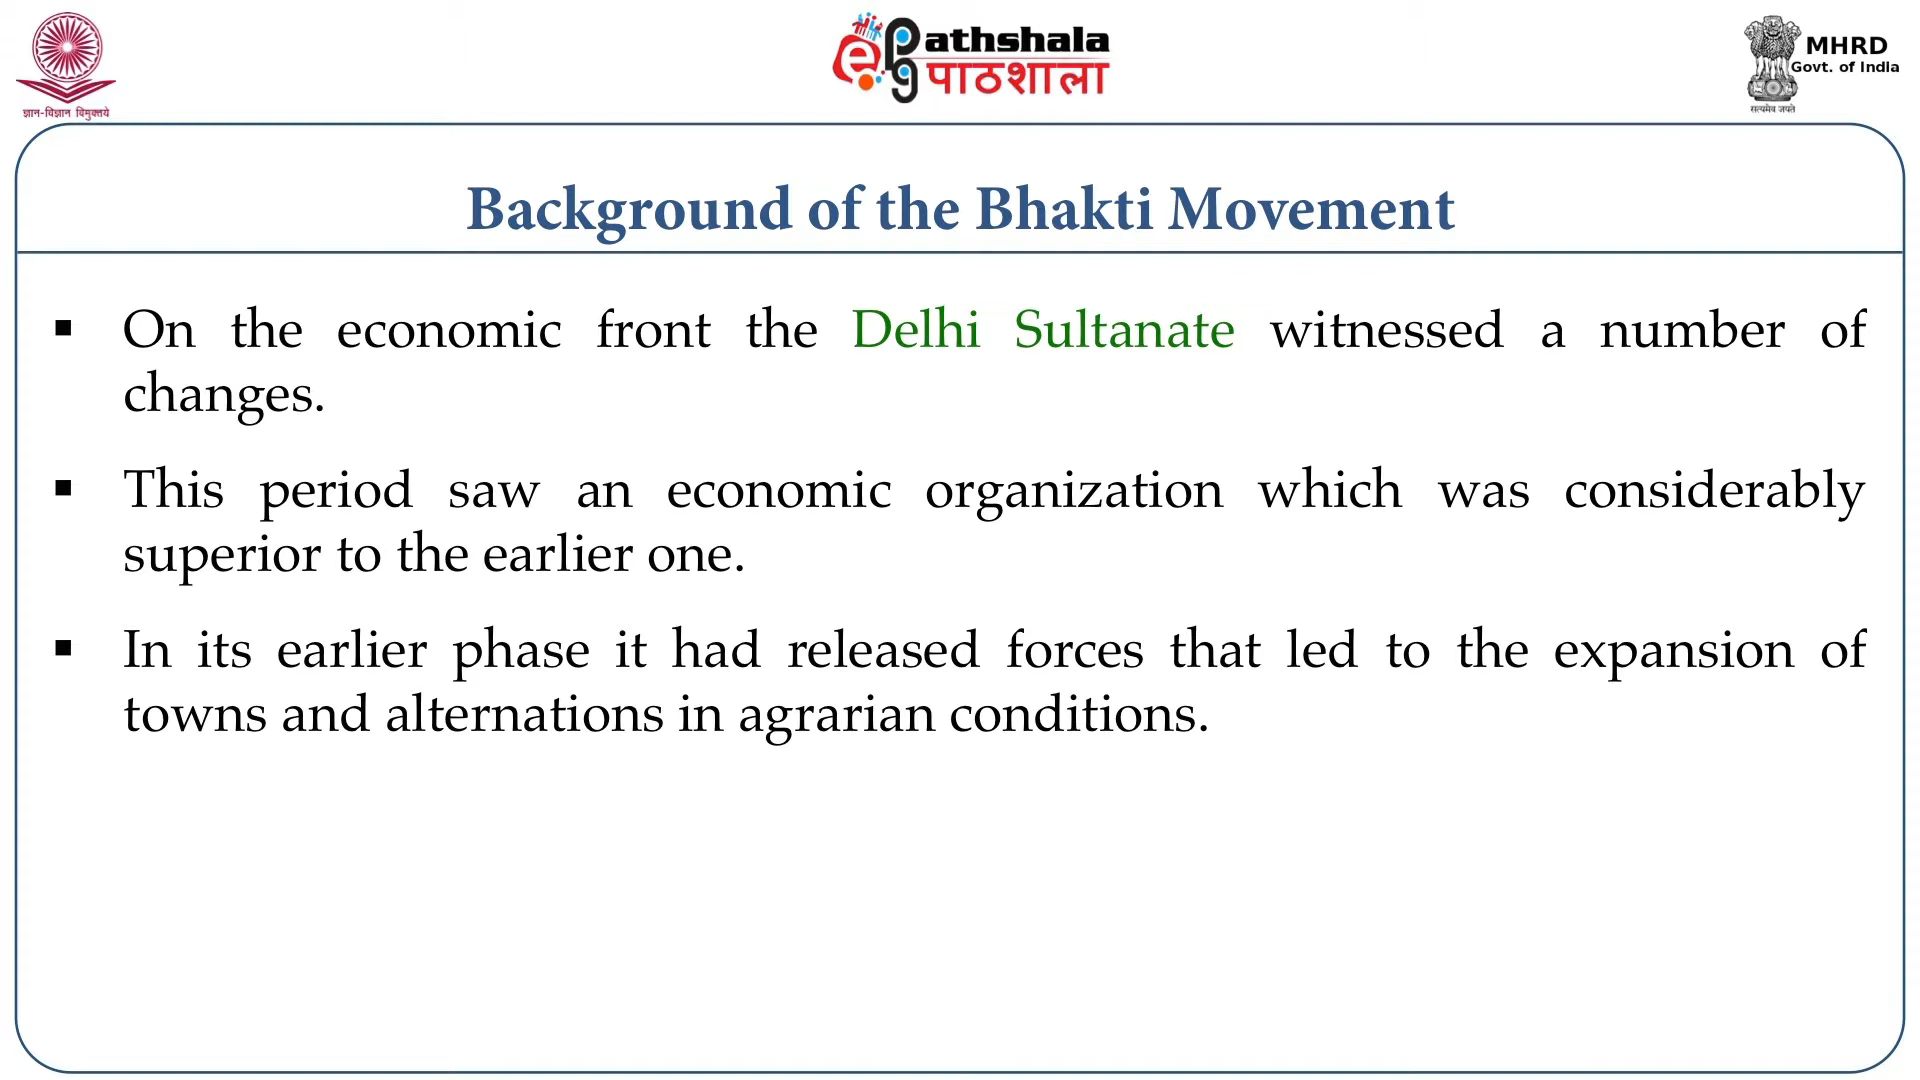 ज्ञान-विज्ञान विमुक्तये
e PG Pathshala
पाठशाला
MHRD
Govt. of India
सत्यमेव जयते
Background of the Bhakti Movement
▪ On the economic front the Delhi Sultanate witnessed a number of
changes.
▪ This period saw an economic organization which was considerably
superior to the earlier one.
▪ In its earlier phase it had released forces that led to the expansion of
towns and alternations in agrarian conditions.